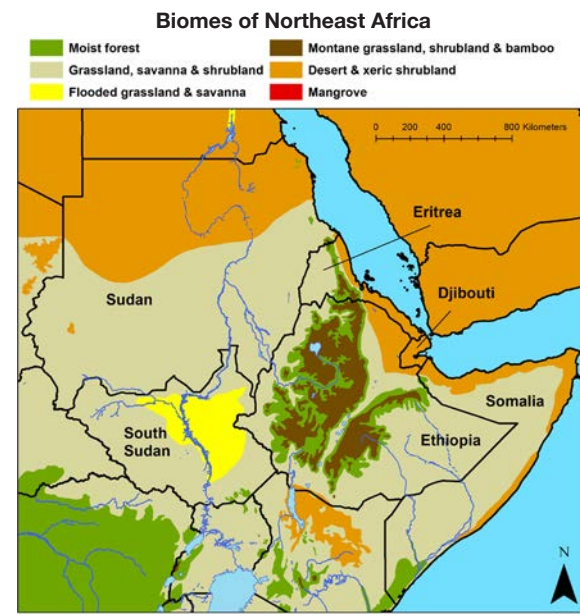 Biomes of Northeast Africa
Moist forest
Montane grassland, shrubland & bamboo
Grassland, savanna & shrubland
Desert & xeric shrubland
Flooded grassland & savanna
Mangrove
0 200 400 800 Kilometers
Eritrea
Sudan
Djibouti
Somalia
South
Sudan
Ethiopia
N